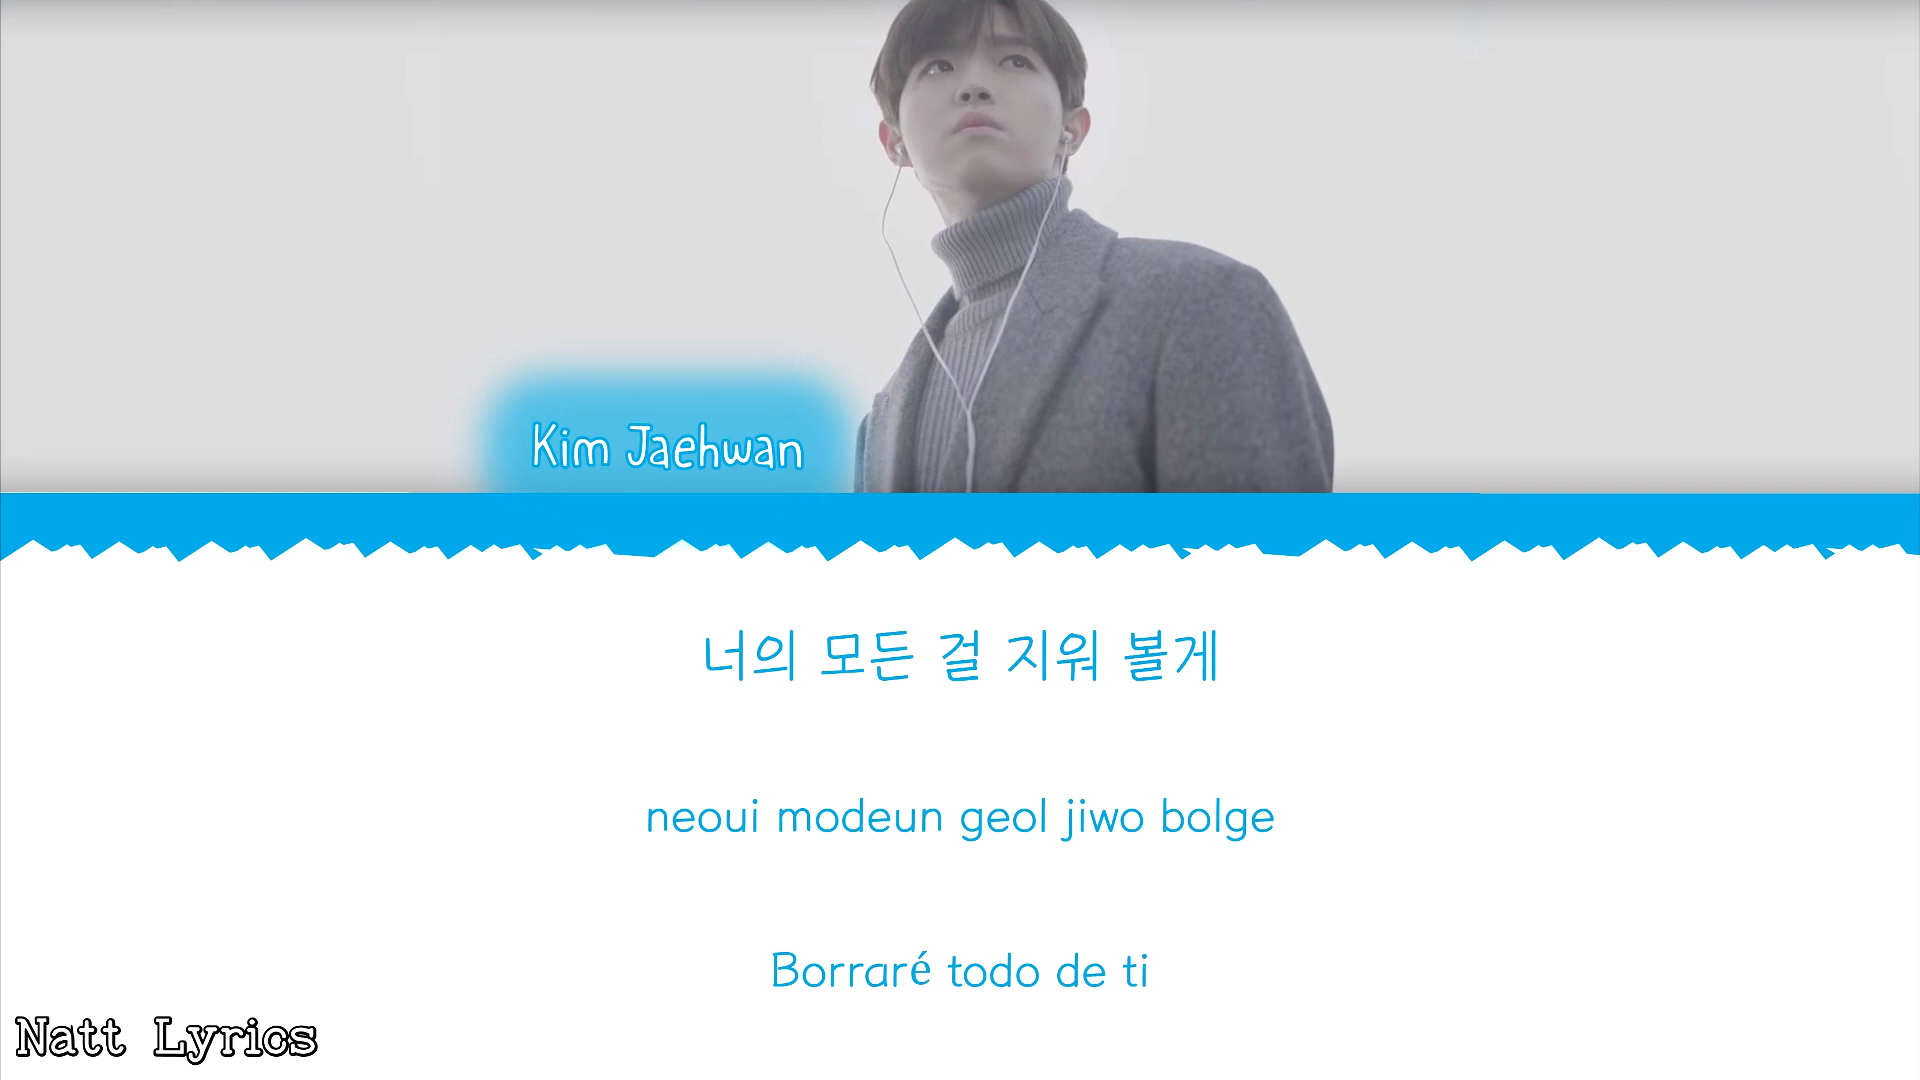 Kim Jaehwan
너의 모든 걸 지워 볼게
neoui modeun geol jiwo bolge
Borraré todo de ti
Natt Lyrics